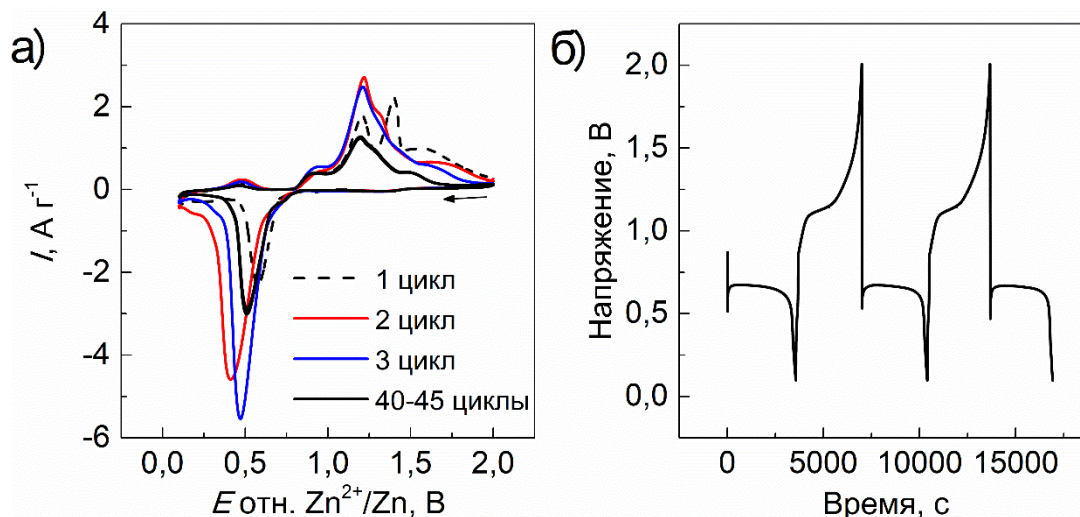 а)
4
2
0
-2
-4
-6
I, А г⁻¹
1 цикл
2 цикл
3 цикл
40-45 циклы
0,0 0,5 1,0 1,5 2,0
E отн. Zn²⁺/Zn, В
б)
2,0
1,5
1,0
0,5
0,0
Напряжение, В
0 5000 10000 15000
Время, с